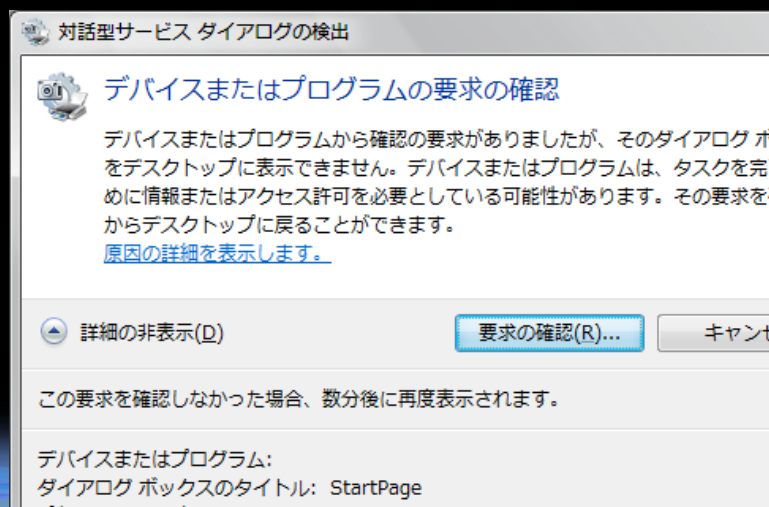 対話型サービス ダイアログの検出
デバイスまたはプログラムの要求の確認
デバイスまたはプログラムから確認の要求がありましたが、そのダイアログ ボ
をデスクトップに表示できません。デバイスまたはプログラムは、タスクを完
めに情報またはアクセス許可を必要としている可能性があります。その要求を
からデスクトップに戻ることができます。
原因の詳細を表示します。
詳細の非表示(D)
要求の確認(R)...
キャンセ
この要求を確認しなかった場合、数分後に再度表示されます。
デバイスまたはプログラム:
ダイアログ ボックスのタイトル: StartPage